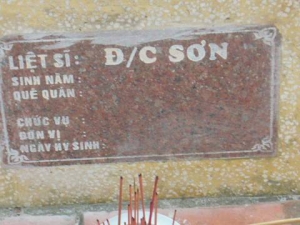 LIỆT SĨ: Đ/C SƠN
SINH NĂM:
QUÊ QUÁN:
CHỨC VỤ :
ĐƠN VỊ :
NGÀY HY SINH: